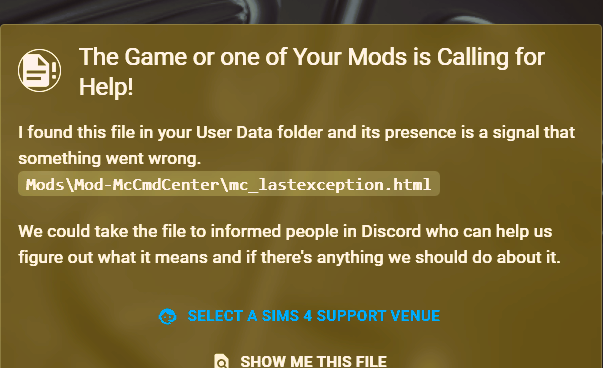 The Game or one of Your Mods is Calling for
Help!
I found this file in your User Data folder and its presence is a signal that
something went wrong.
Mods\Mod-McCmdCenter\mc_lastexception.html
We could take the file to informed people in Discord who can help us
figure out what it means and if there's anything we should do about it.
SELECT A SIMS 4 SUPPORT VENUE
SHOW ME THIS FILE